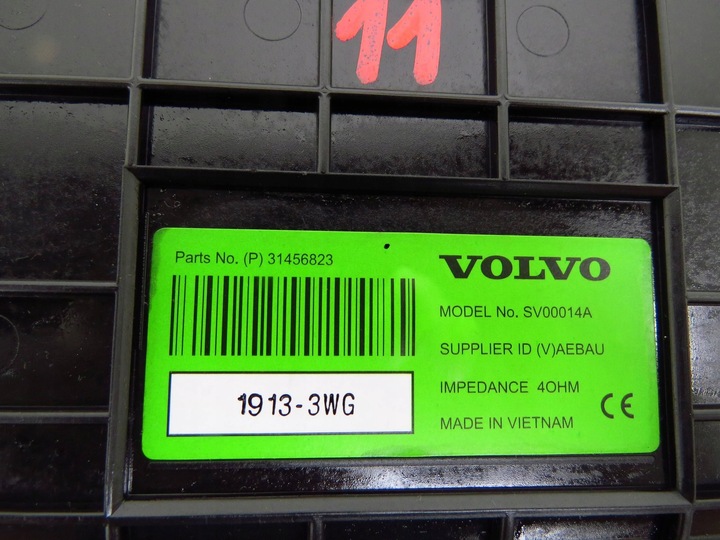 11
Parts No. (P) 31456823
1913-3WG
VOLVO
MODEL No. SV00014A
SUPPLIER ID (V)AEBAU
IMPEDANCE 4OHM
MADE IN VIETNAM
CE